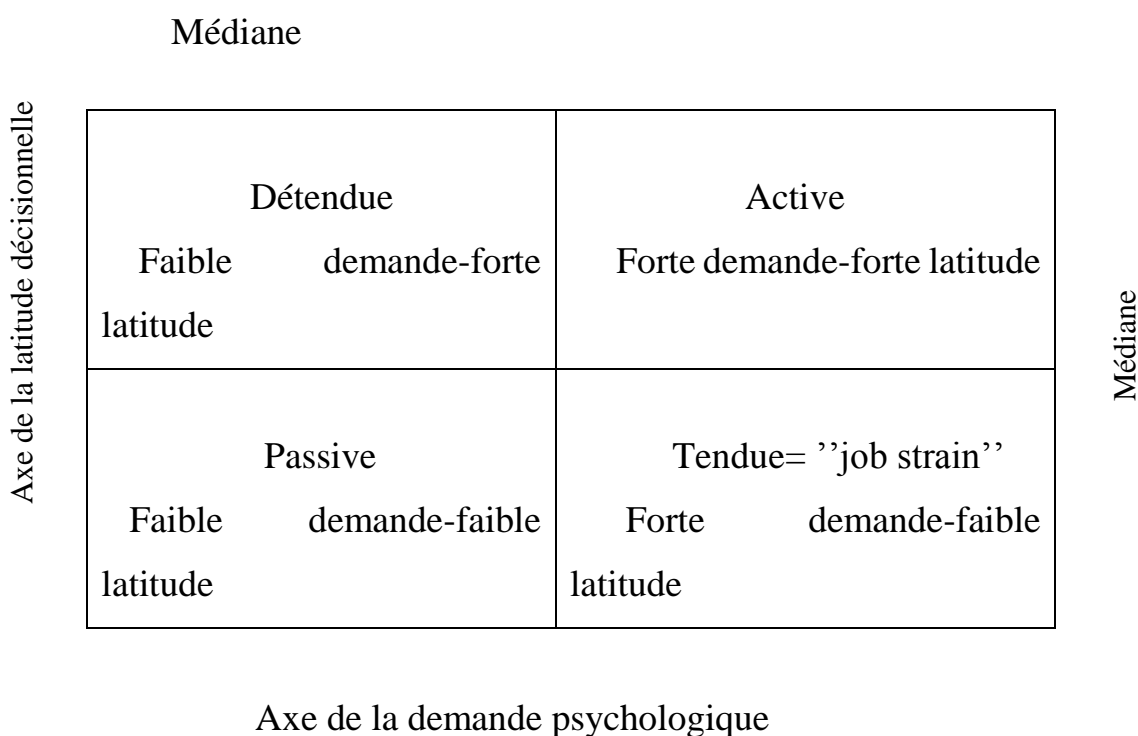 Médiane
Axe de la latitude décisionnelle
Détendue
Faible demande-forte
latitude
Active
Forte demande-forte latitude
Passive
Faible demande-faible
latitude
Tendue= ’’job strain’’
Forte demande-faible
latitude
Médiane
Axe de la demande psychologique